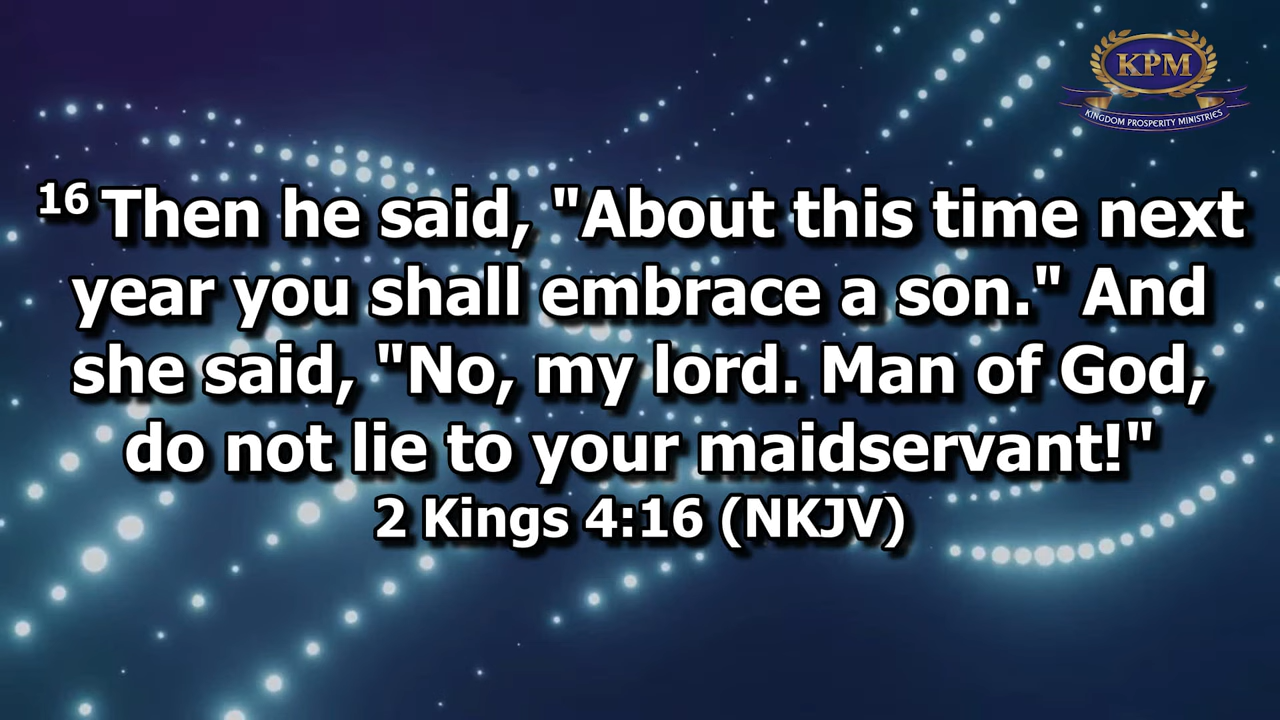 KPM
KINGDOM PROSPERITY MINISTRIES
16 Then he said, "About this time next
year you shall embrace a son." And
she said, "No, my lord. Man of God,
do not lie to your maidservant!"
2 Kings 4:16 (NKJV)